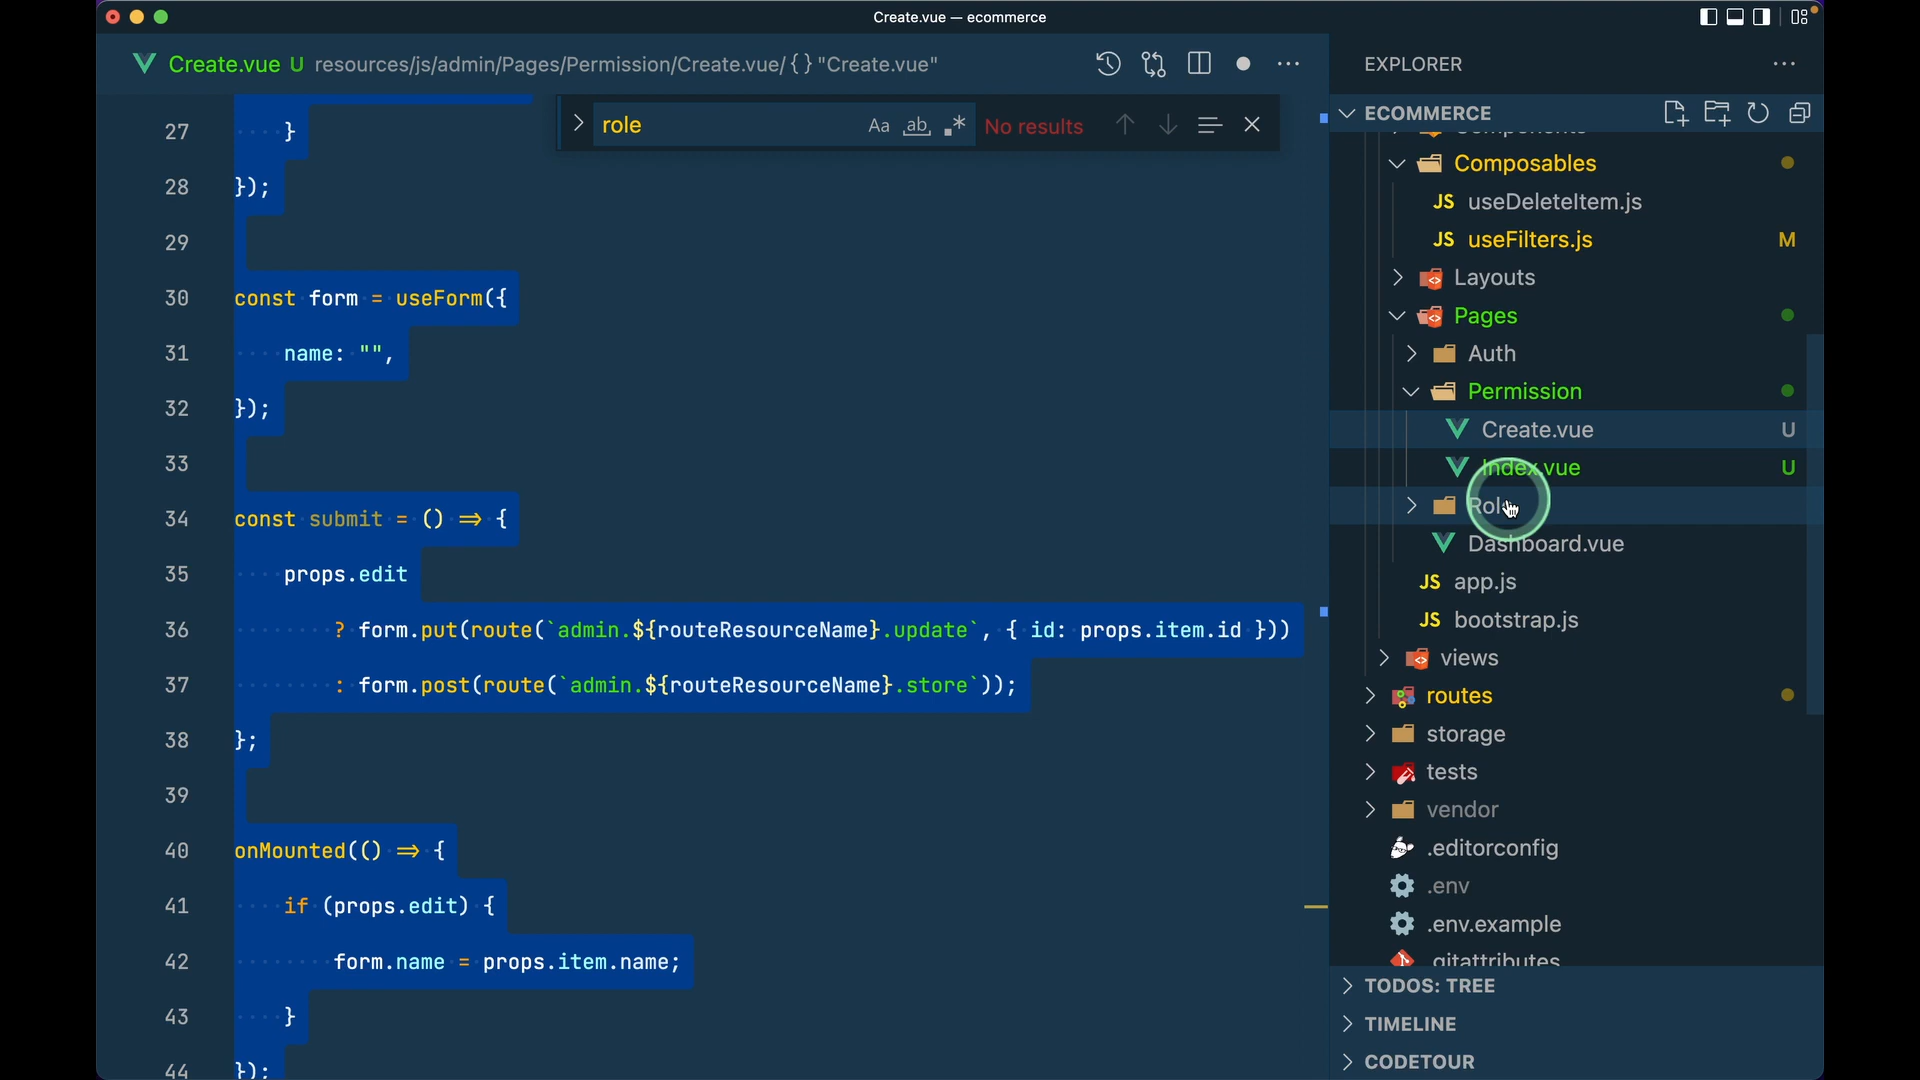 Create.vue — ecommerce
Create.vue U resources/js/admin/Pages/Permission/Create.vue/{} "Create.vue"
role
Aa
ab
.*
No results
27 }
28 });
29
30 const form = useForm({
31 name: "",
32 });
33
34 const submit = () => {
35 props.edit
36 ? form.put(route(`admin.${routeResourceName}.update`, { id: props.item.id }))
37 : form.post(route(`admin.${routeResourceName}.store`));
38 };
39
40 onMounted(() => {
41 if (props.edit) {
42 form.name = props.item.name;
43 }
44 });
EXPLORER
ECOMMERCE
Components
Composables
JS useDeleteItem.js
JS useFilters.js M
Layouts
Pages
Auth
Permission
Create.vue U
Index.vue U
Dashboard.vue
JS app.js
JS bootstrap.js
views
routes
storage
tests
vendor
.editorconfig
.env
.env.example
.gitattributes
TODOS: TREE
TIMELINE
CODETOUR